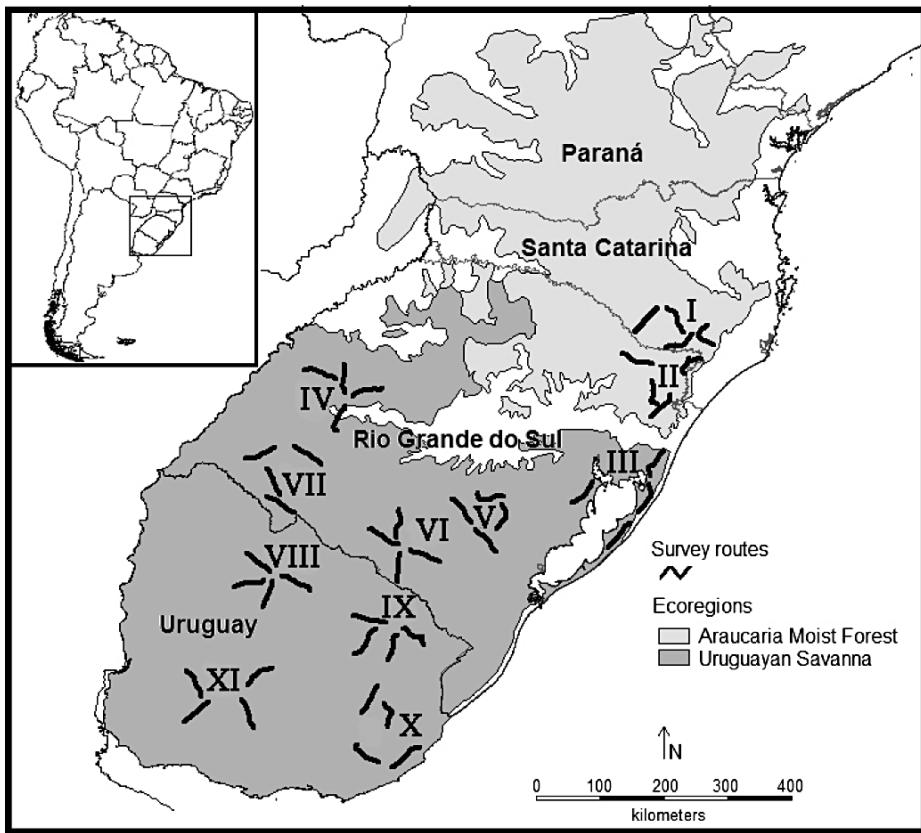 Paraná
Santa Catarina
I
II
IV
Rio Grande do Sul
III
VII
V
VI
VIII
Survey routes
IX
Ecoregions
Uruguay
Araucaria Moist Forest
Uruguayan Savanna
XI
X
N
0 100 200 300 400
kilometers